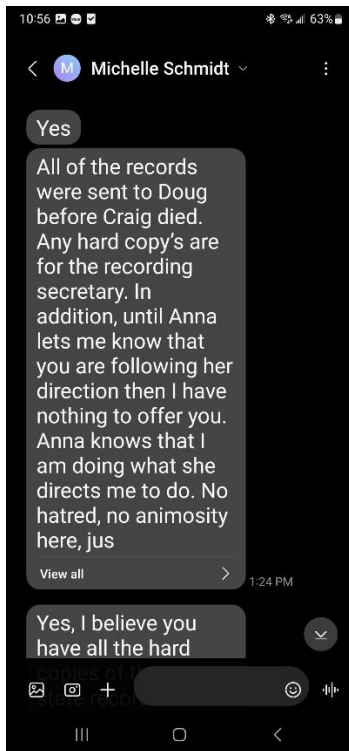 10:56
63%
M Michelle Schmidt
Yes
All of the records
were sent to Doug
before Craig died.
Any hard copy's are
for the recording
secretary. In
addition, until Anna
lets me know that
you are following her
direction then I have
nothing to offer you.
Anna knows that I
am doing what she
directs me to do. No
hatred, no animosity
here, jus
View all
1:24 PM
Yes, I believe you
have all the hard
copies of t
state recor